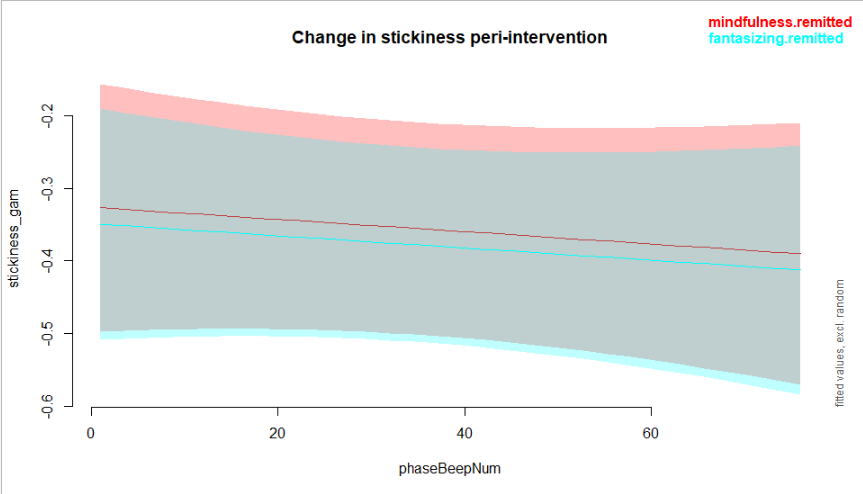 mindfulness.remitted
fantasizing.remitted
Change in stickiness peri-intervention
stickiness_gam
-0.2
-0.3
-0.4
-0.5
-0.6
0 20 40 60
phaseBeepNum
fitted values, excl. random